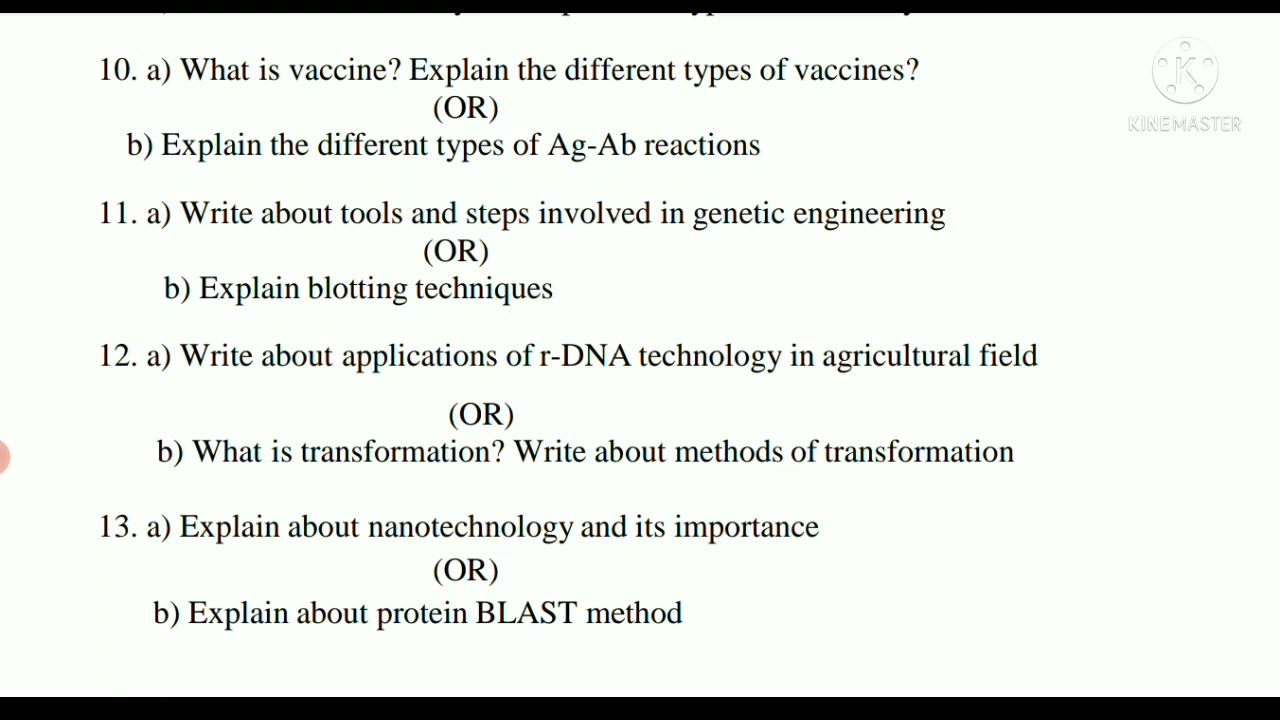 10. a) What is vaccine? Explain the different types of vaccines?
(OR)
b) Explain the different types of Ag-Ab reactions
11. a) Write about tools and steps involved in genetic engineering
(OR)
b) Explain blotting techniques
12. a) Write about applications of r-DNA technology in agricultural field
(OR)
b) What is transformation? Write about methods of transformation
13. a) Explain about nanotechnology and its importance
(OR)
b) Explain about protein BLAST method
K
KINEMASTER